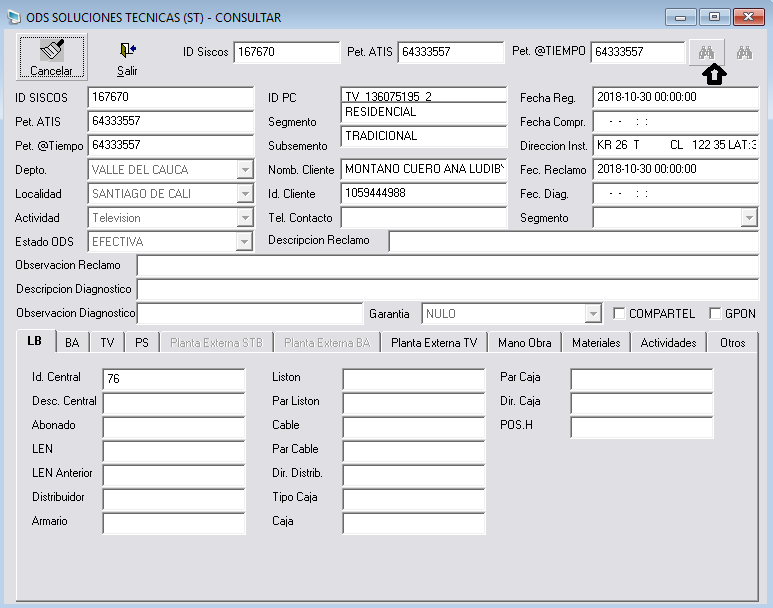 ODS SOLUCIONES TECNICAS (ST) - CONSULTAR
Cancelar
Salir
ID Siscos 167670 Pet. ATIS 64333557 Pet. @TIEMPO 64333557
ID SISCOS 167670 ID PC TV_136075195_2 Fecha Reg. 2018-10-30 00:00:00
Pet. ATIS 64333557 Segmento RESIDENCIAL Fecha Compr. - - : :
Pet. @Tiempo 64333557 Subsemento TRADICIONAL Direccion Inst. KR 26 T CL 122 35 LAT:3
Depto. VALLE DEL CAUCA Nomb. Cliente MONTANO CUERO ANA LUDIB Fec. Reclamo 2018-10-30 00:00:00
Localidad SANTIAGO DE CALI Id. Cliente 1059444988 Fec. Diag. - - : :
Actividad Television Tel. Contacto Segmento
Estado ODS EFECTIVA Descripcion Reclamo
Observacion Reclamo
Descripcion Diagnostico
Observacion Diagnostico Garantia NULO COMPARTEL GPON
LB BA TV PS Planta Externa STB Planta Externa BA Planta Externa TV Mano Obra Materiales Actividades Otros
Id. Central 76 Liston Par Caja
Desc. Central Par Liston Dir. Caja
Abonado Cable POS.H
LEN Par Cable
LEN Anterior Dir. Distrib.
Distribuidor Tipo Caja
Armario Caja